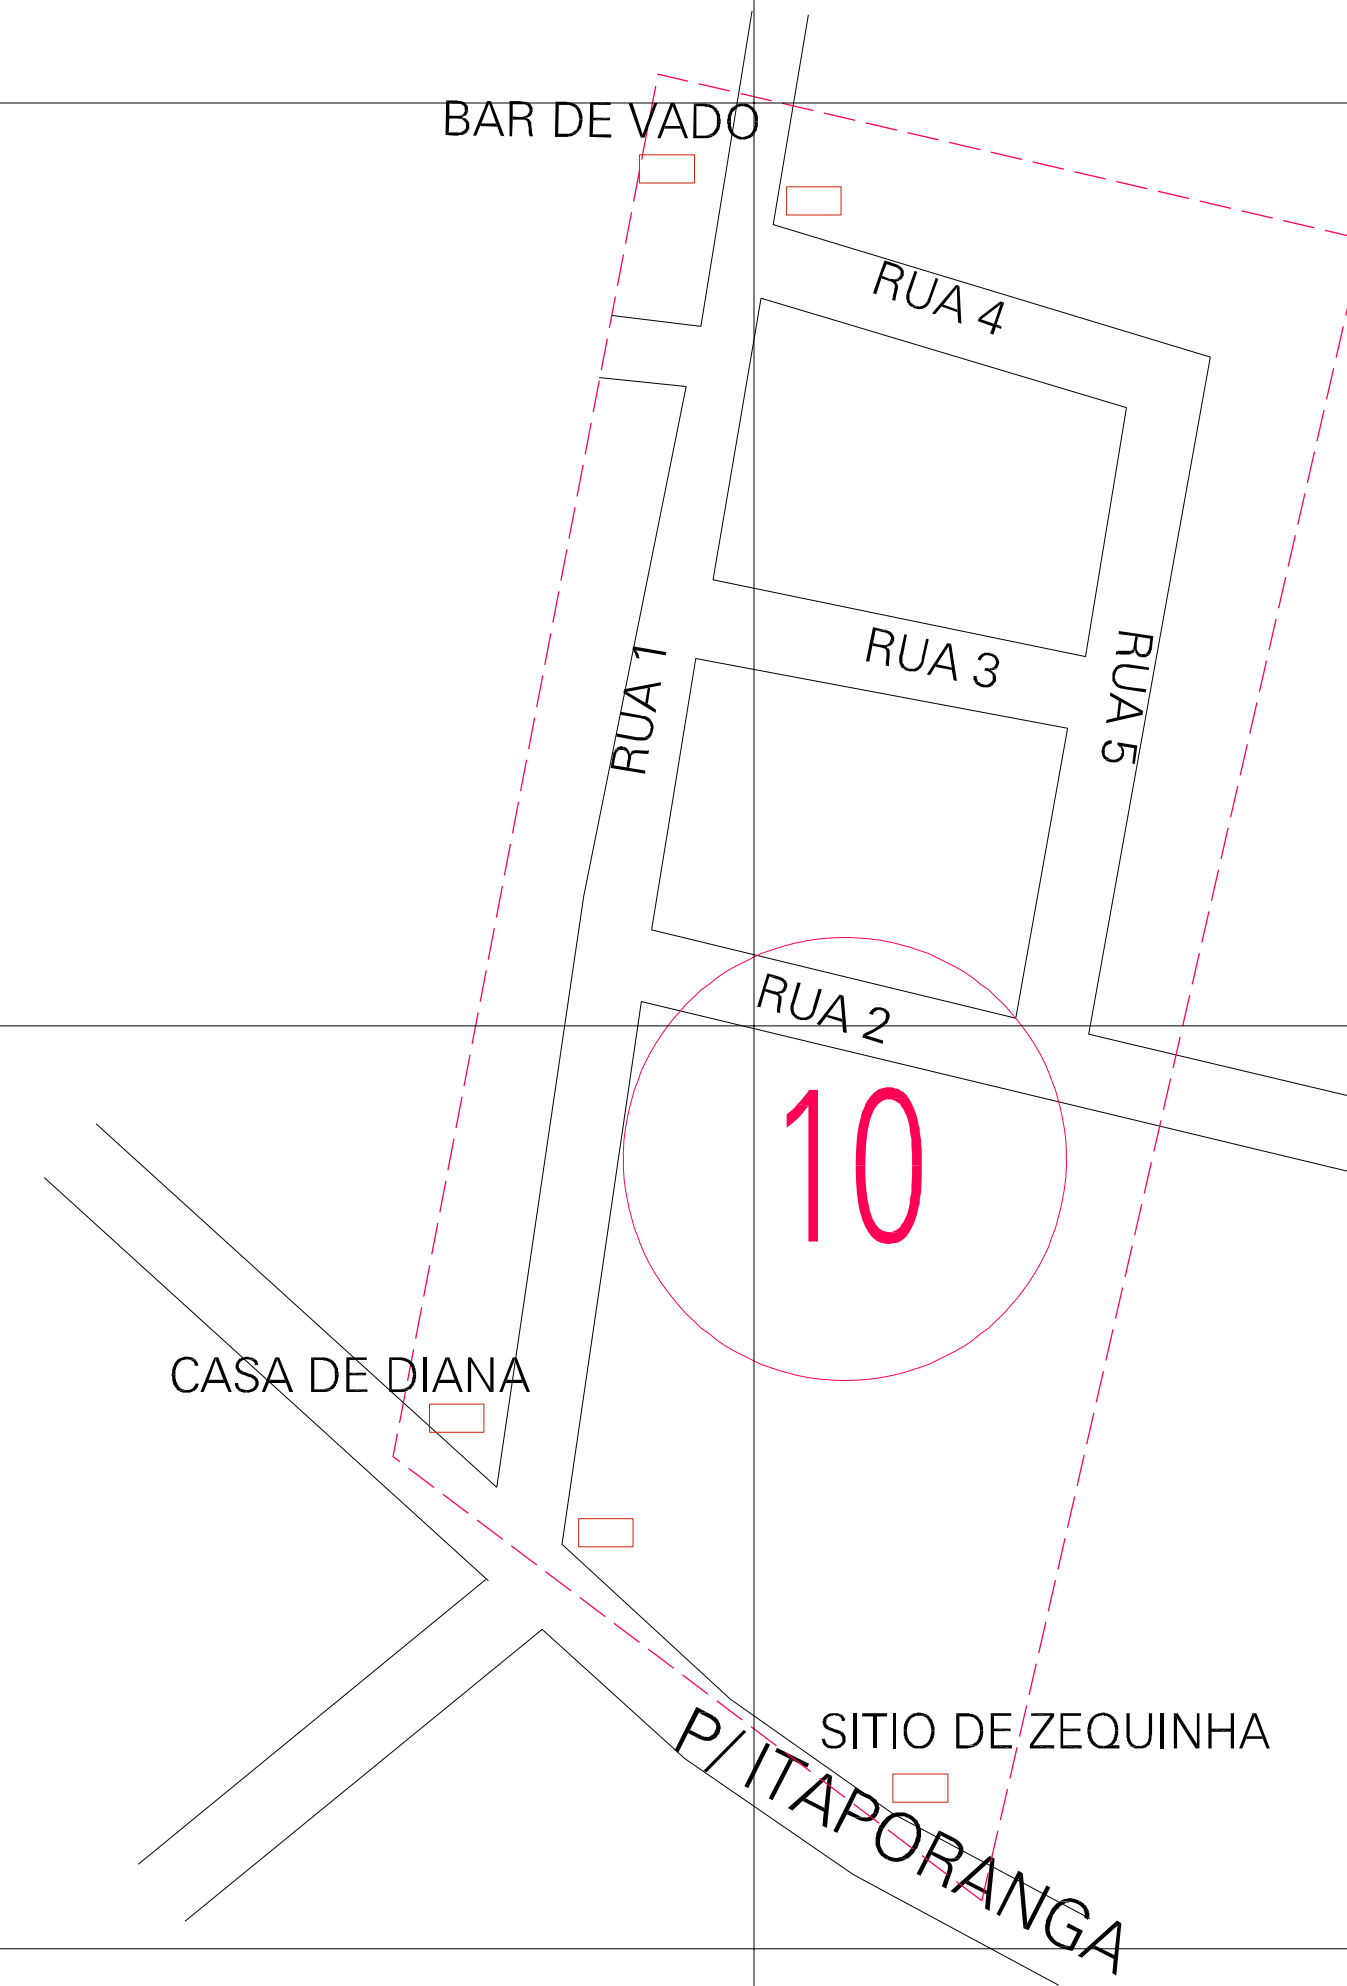 BAR DE VADO
RUA 4
RUA 3
RUA 1
RUA 5
RUA 2
10
CASA DE DIANA
SITIO DE ZEQUINHA
P/ ITAPORANGA